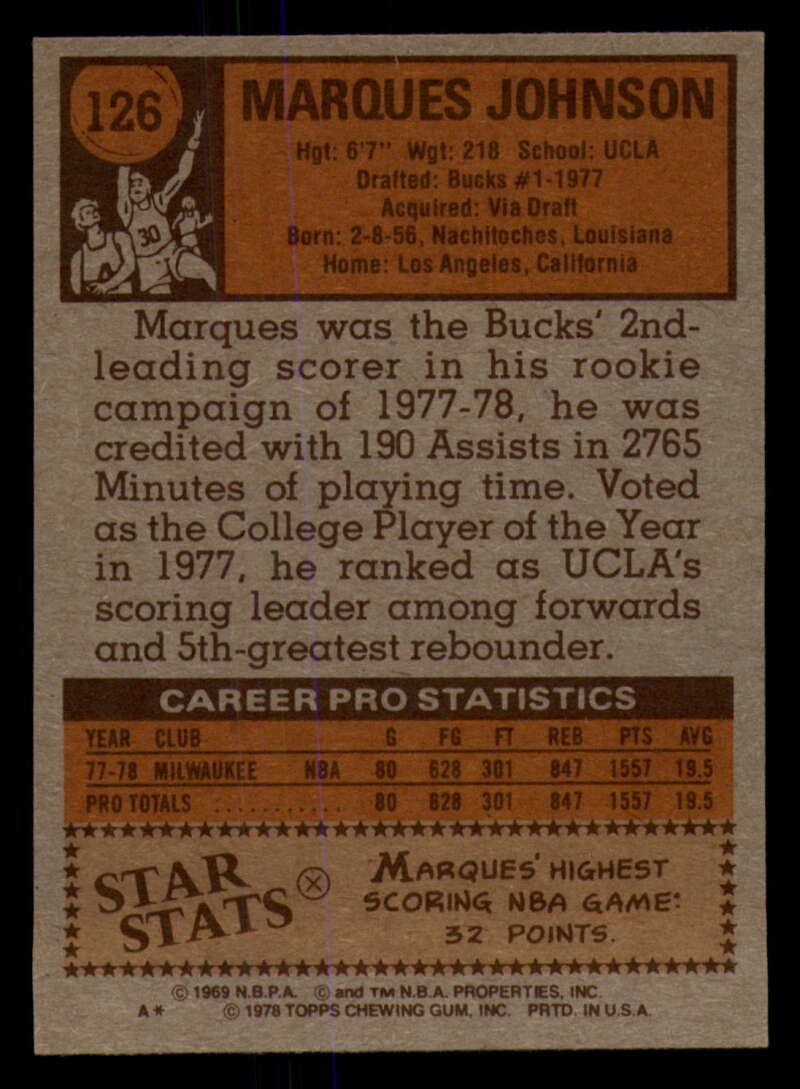 126
MARQUES JOHNSON
Hgt: 6'7" Wgt: 218 School: UCLA
Drafted: Bucks #1-1977
Acquired: Via Draft
Born: 2-8-56, Nachitoches, Louisiana
Home: Los Angeles, California
30
Marques was the Bucks' 2nd-
leading scorer in his rookie
campaign of 1977-78, he was
credited with 190 Assists in 2765
Minutes of playing time. Voted
as the College Player of the Year
in 1977, he ranked as UCLA's
scoring leader among forwards
and 5th-greatest rebounder.
CAREER PRO STATISTICS
YEAR CLUB G FG FT REB PTS AVG
77-78 MILWAUKEE NBA 80 628 301 847 1557 19.5
PRO TOTALS ........... 80 628 301 847 1557 19.5
STAR
STATS
MARQUES' HIGHEST
SCORING NBA GAME:
32 POINTS.
© 1969 N.B.P.A. © and TM N.B.A. PROPERTIES, INC.
A* © 1978 TOPPS CHEWING GUM, INC. PRTD. IN U.S.A.